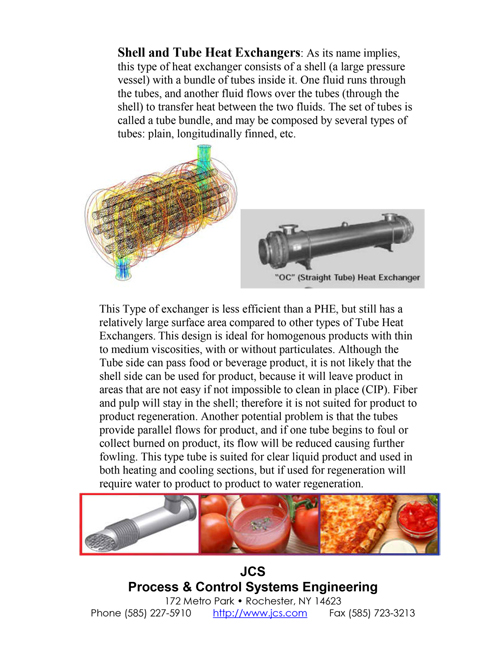 Shell and Tube Heat Exchangers: As its name implies,
this type of heat exchanger consists of a shell (a large pressure
vessel) with a bundle of tubes inside it. One fluid runs through
the tubes, and another fluid flows over the tubes (through the
shell) to transfer heat between the two fluids. The set of tubes is
called a tube bundle, and may be composed by several types of
tubes: plain, longitudinally finned, etc.
"OC" (Straight Tube) Heat Exchanger
This Type of exchanger is less efficient than a PHE, but still has a
relatively large surface area compared to other types of Tube Heat
Exchangers. This design is ideal for homogenous products with thin
to medium viscosities, with or without particulates. Although the
Tube side can pass food or beverage product, it is not likely that the
shell side can be used for product, because it will leave product in
areas that are not easy if not impossible to clean in place (CIP). Fiber
and pulp will stay in the shell; therefore it is not suited for product to
product regeneration. Another potential problem is that the tubes
provide parallel flows for product, and if one tube begins to foul or
collect burned on product, its flow will be reduced causing further
fowling. This type tube is suited for clear liquid product and used in
both heating and cooling sections, but if used for regeneration will
require water to product to product to water regeneration.
JCS
Process & Control Systems Engineering
172 Metro Park • Rochester, NY 14623
Phone (585) 227-5910 http://www.jcs.com Fax (585) 723-3213